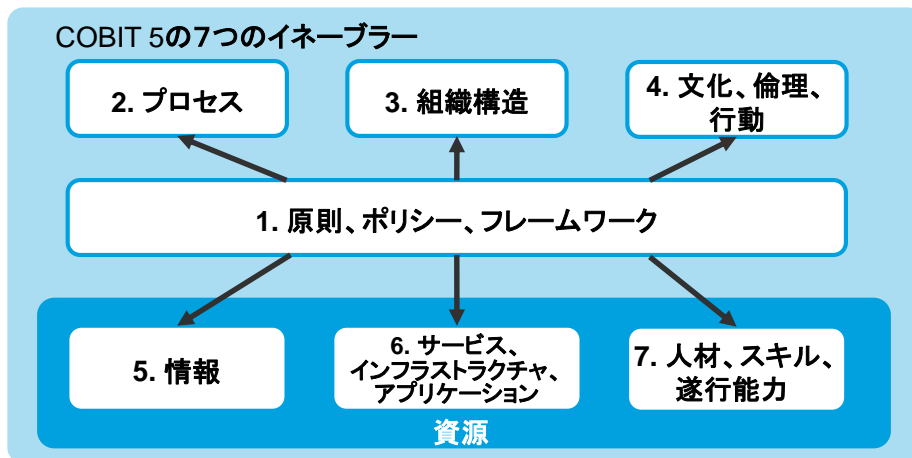 COBIT 5の7つのイネーブラー
2. プロセス
3. 組織構造
4. 文化、倫理、
行動
1. 原則、ポリシー、フレームワーク
5. 情報
6. サービス、
インフラストラクチャ、
アプリケーション
7. 人材、スキル、
遂行能力
資源